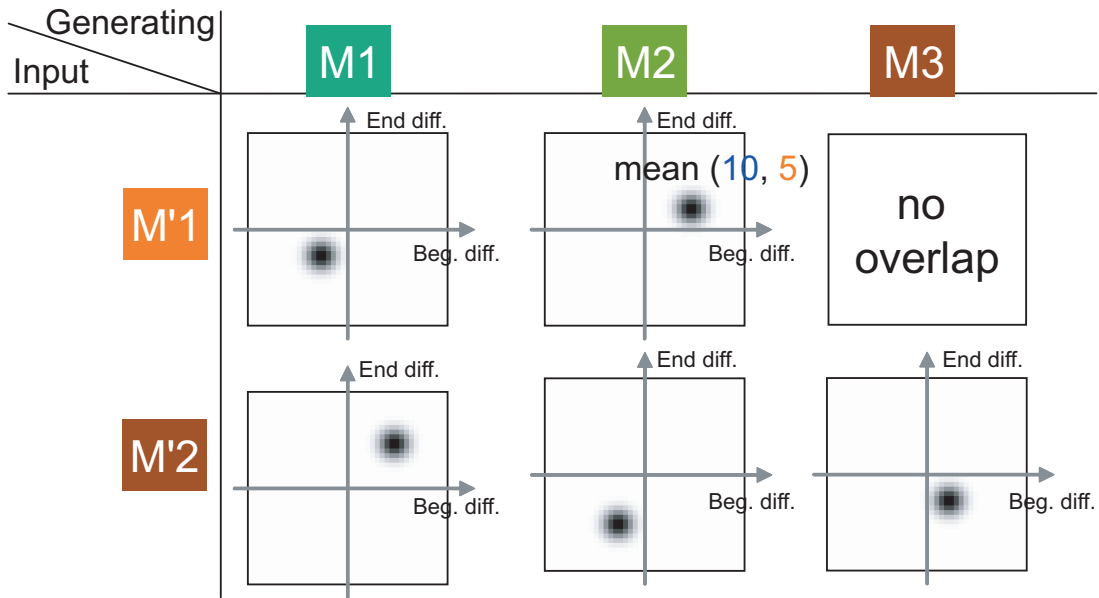 Generating
Input
M1
M2
M3
M'1
End diff.
Beg. diff.
End diff.
mean (10, 5)
Beg. diff.
no
overlap
M'2
End diff.
Beg. diff.
End diff.
Beg. diff.
End diff.
Beg. diff.